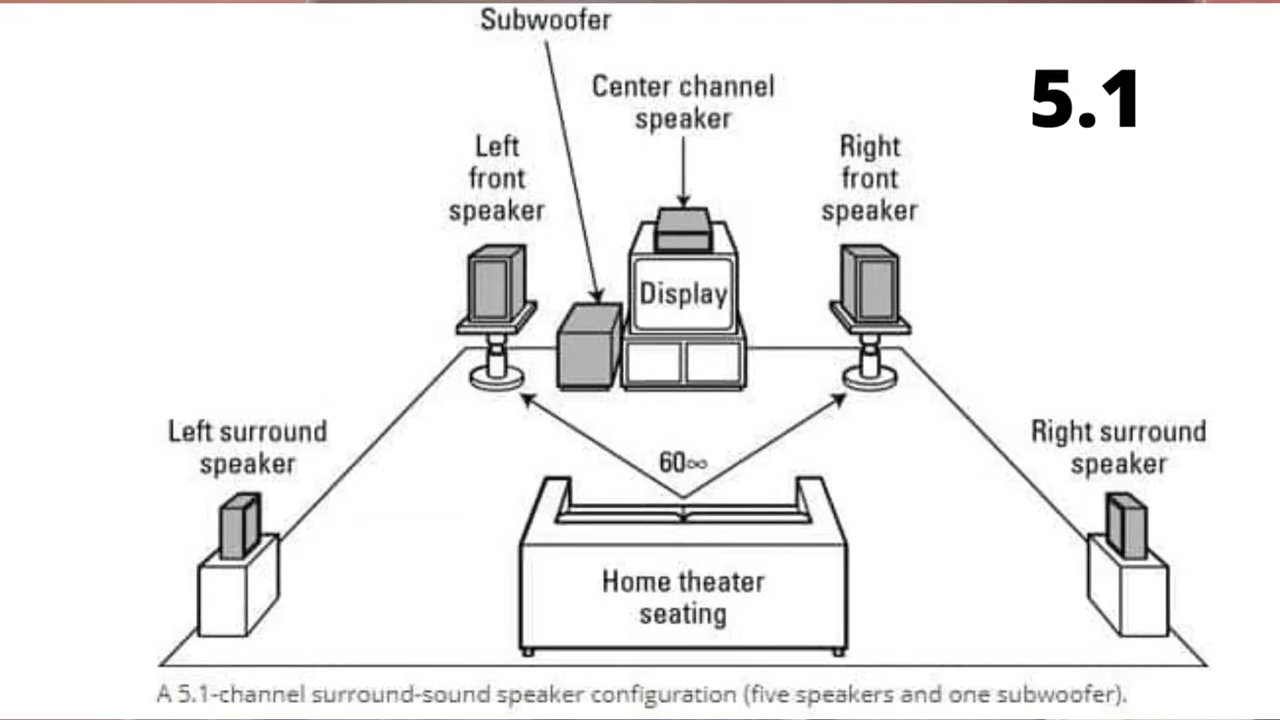 Subwoofer
Center channel
speaker
5.1
Left
front
speaker
Right
front
speaker
Display
Left surround
speaker
60∞
Right surround
speaker
Home theater
seating
A 5.1-channel surround-sound speaker configuration (five speakers and one subwoofer).